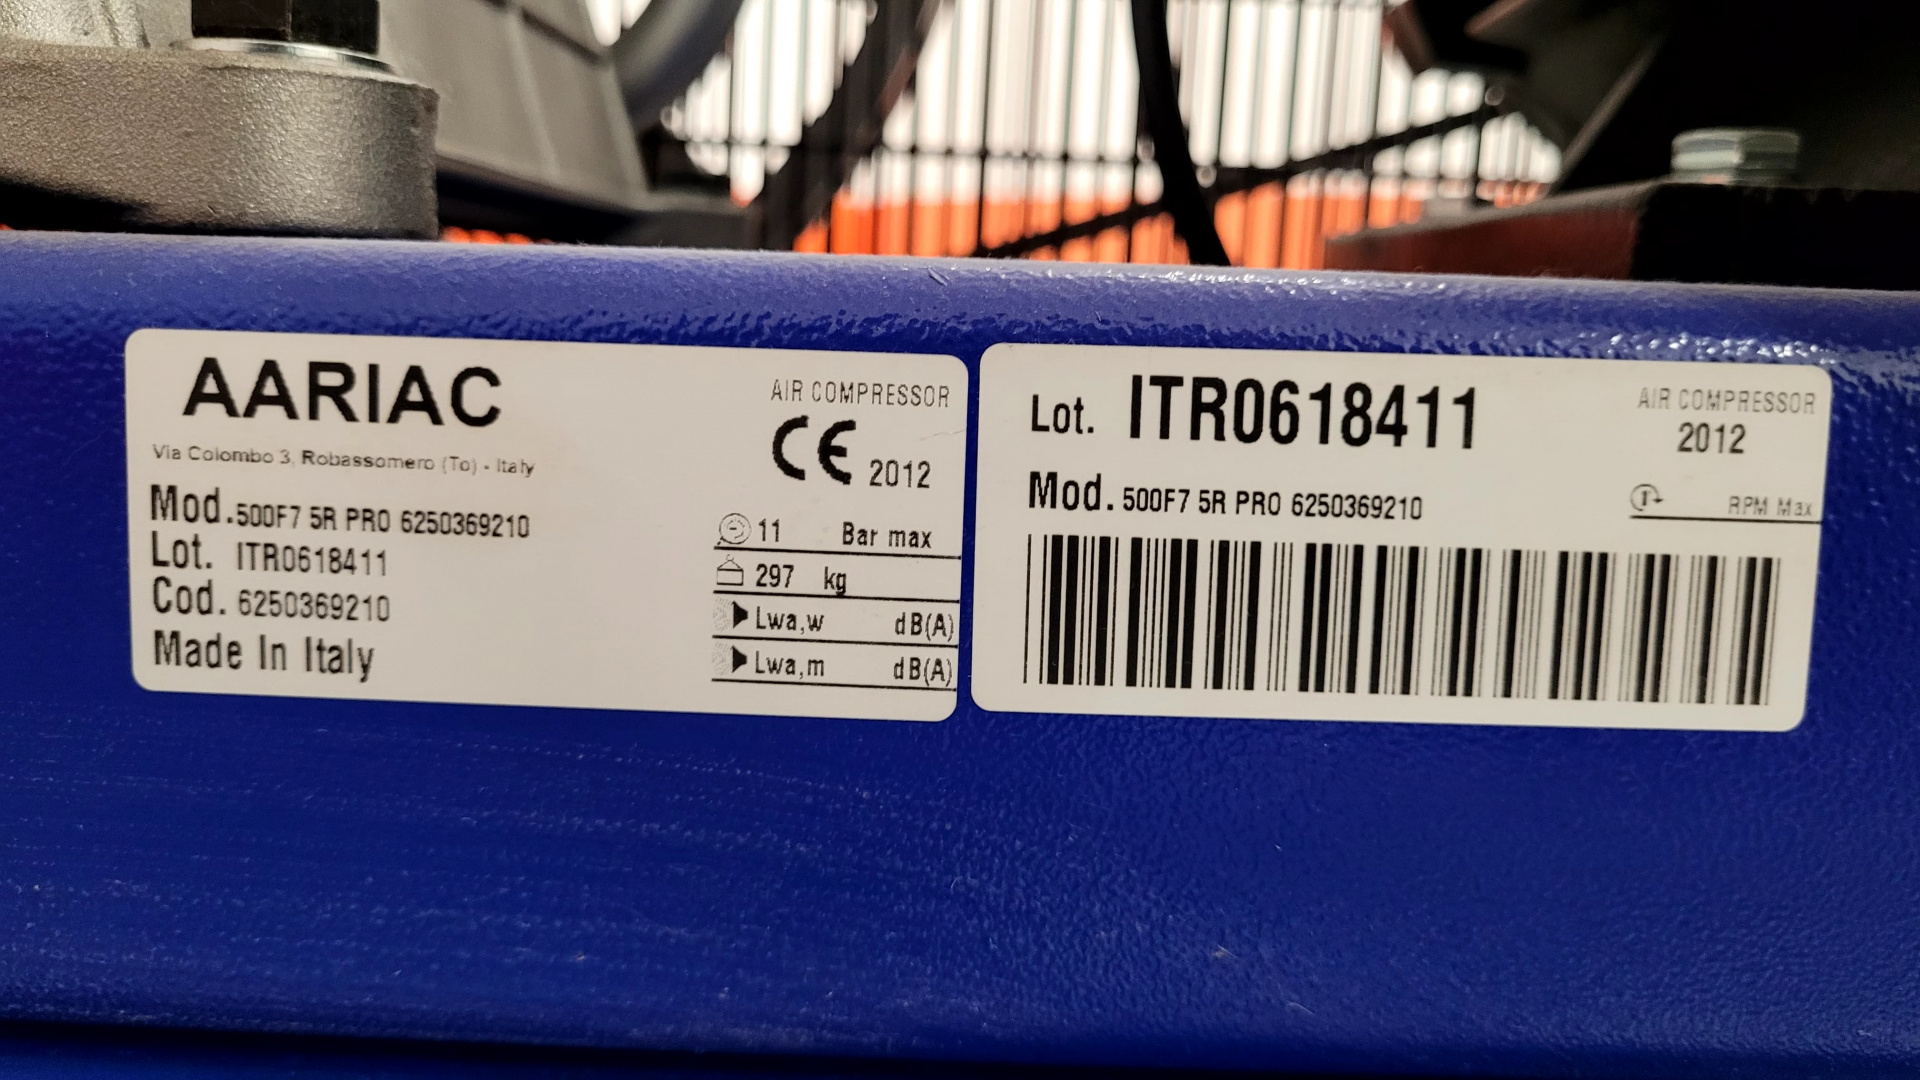 AARIAC
Via Colombo 3, Robassomero (To) - Italy
Mod.500F7 5R PRO 6250369210
Lot. ITR0618411
Cod. 6250369210
Made In Italy
AIR COMPRESSOR
CE 2012
11 Bar max
297 kg
Lwa,w dB(A)
Lwa,m dB(A)
Lot. ITR0618411
Mod. 500F7 5R PRO 6250369210
AIR COMPRESSOR
2012
RPM Max